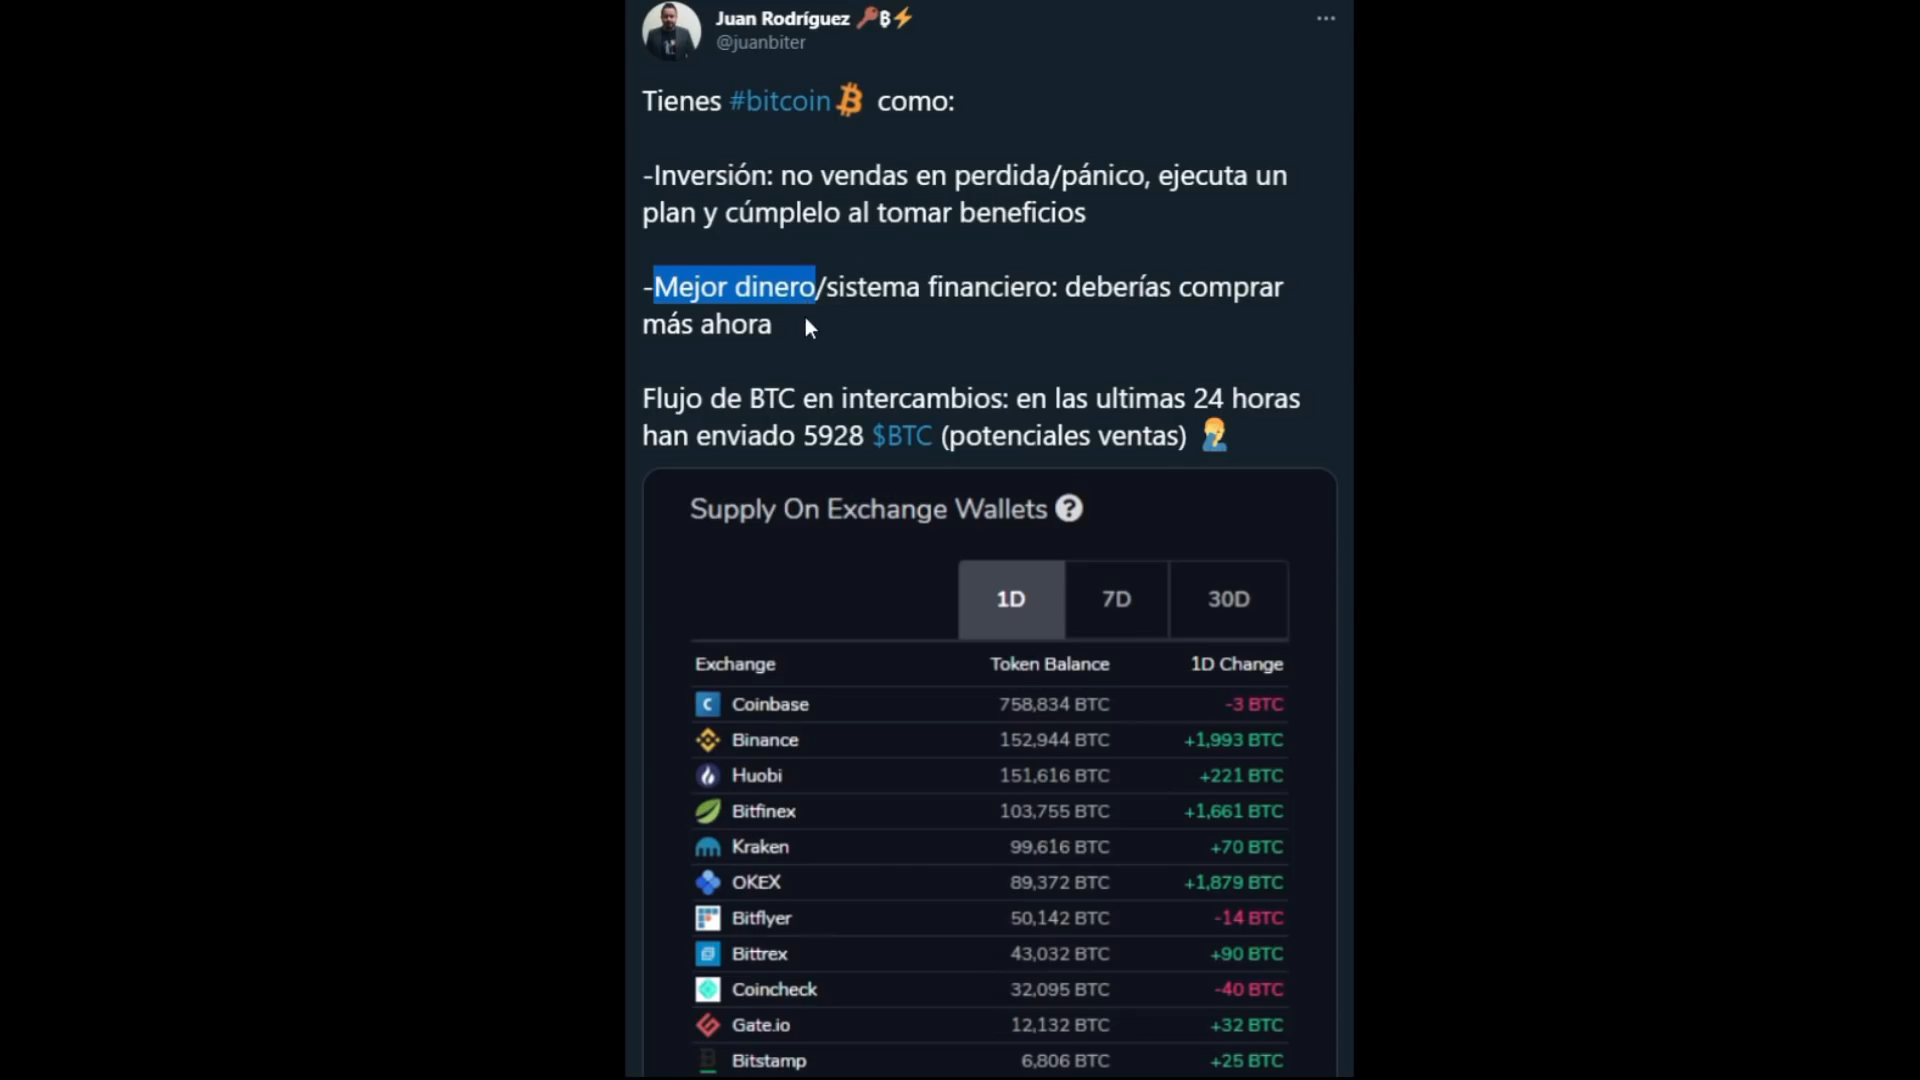 Juan Rodríguez 🔑₿⚡
@juanbiter
Tienes #bitcoin₿ como:
-Inversión: no vendas en perdida/pánico, ejecuta un
plan y cúmplelo al tomar beneficios
-Mejor dinero/sistema financiero: deberías comprar
más ahora
Flujo de BTC en intercambios: en las ultimas 24 horas
han enviado 5928 $BTC (potenciales ventas) 🤦‍♂️
Supply On Exchange Wallets ?
1D 7D 30D
Exchange Token Balance 1D Change
Coinbase 758,834 BTC -3 BTC
Binance 152,944 BTC +1,993 BTC
Huobi 151,616 BTC +221 BTC
Bitfinex 103,755 BTC +1,661 BTC
Kraken 99,616 BTC +70 BTC
OKEX 89,372 BTC +1,879 BTC
Bitflyer 50,142 BTC -14 BTC
Bittrex 43,032 BTC +90 BTC
Coincheck 32,095 BTC -40 BTC
Gate.io 12,132 BTC +32 BTC
Bitstamp 6,806 BTC +25 BTC